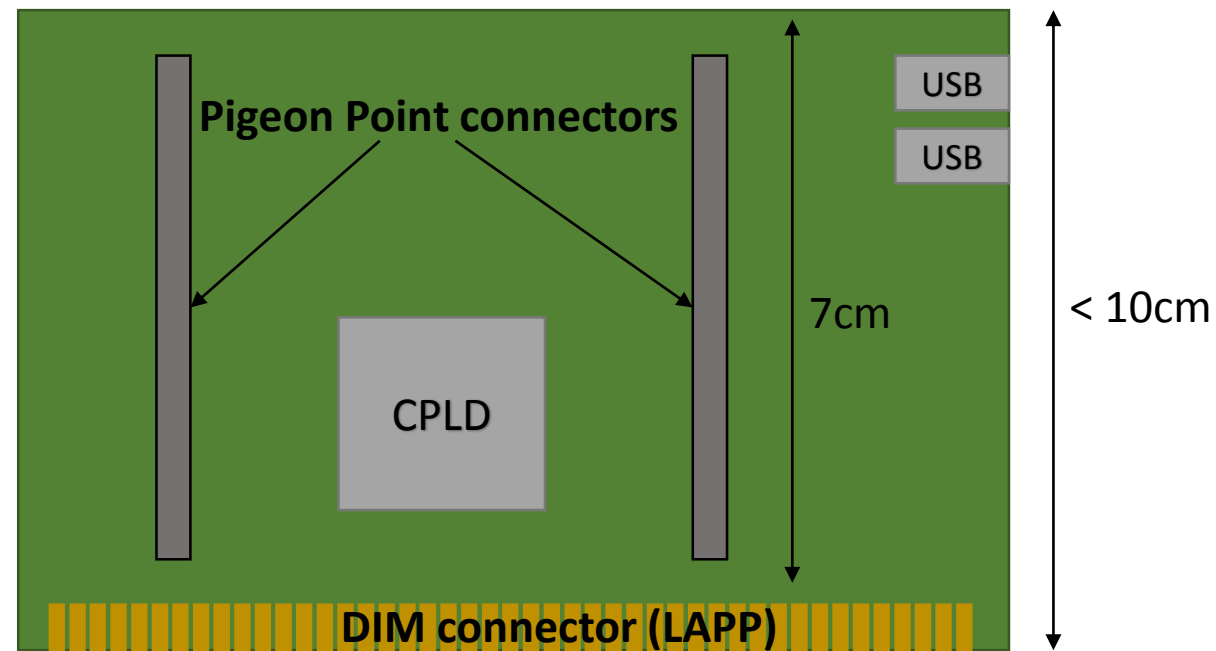 USB
Pigeon Point connectors
USB
7cm
< 10cm
CPLD
DIM connector (LAPP)